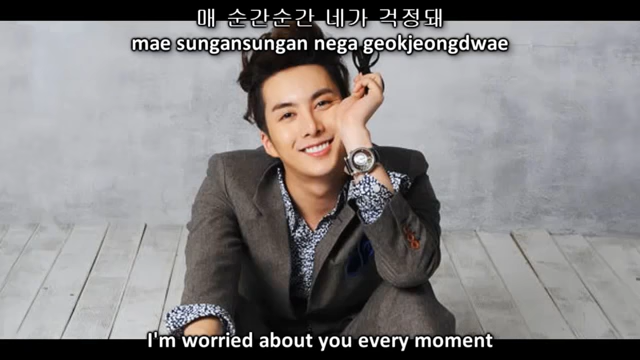 매 순간순간 네가 걱정돼
mae sungansungan nega geokjeongdwae
I'm worried about you every moment